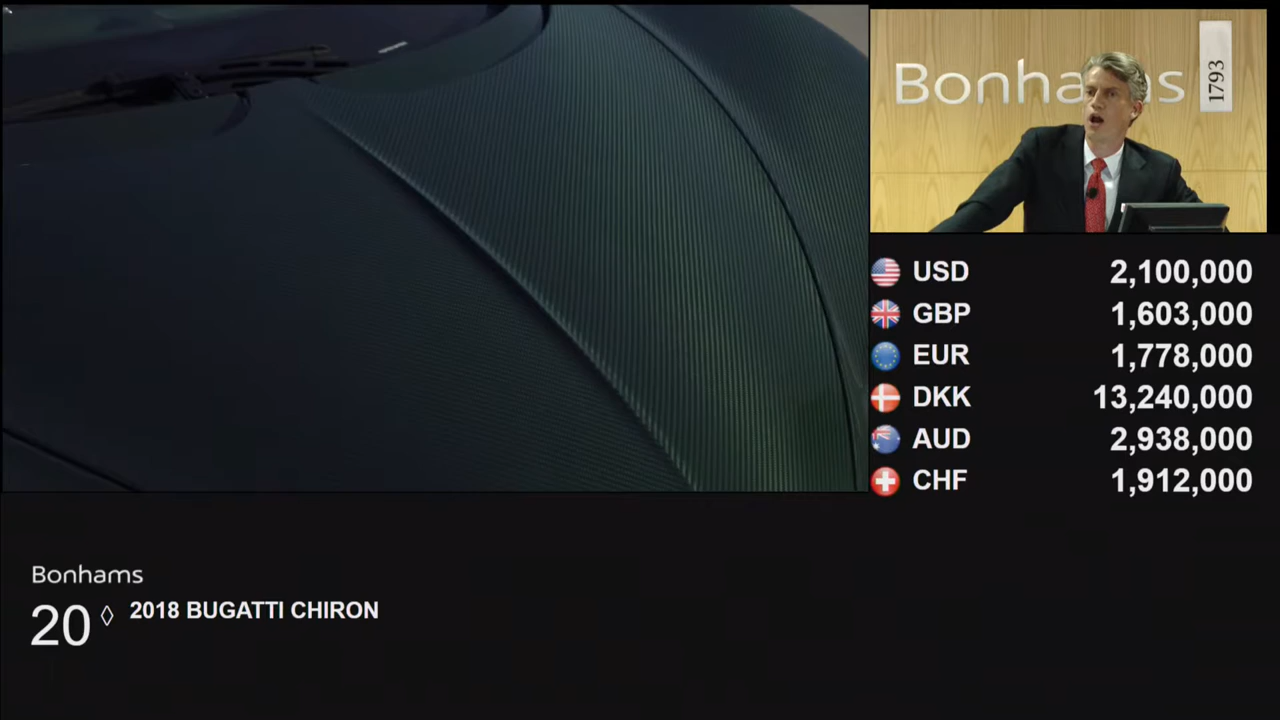 Bonhams
1793
USD 2,100,000
GBP 1,603,000
EUR 1,778,000
DKK 13,240,000
AUD 2,938,000
CHF 1,912,000
Bonhams
20 ◊ 2018 BUGATTI CHIRON